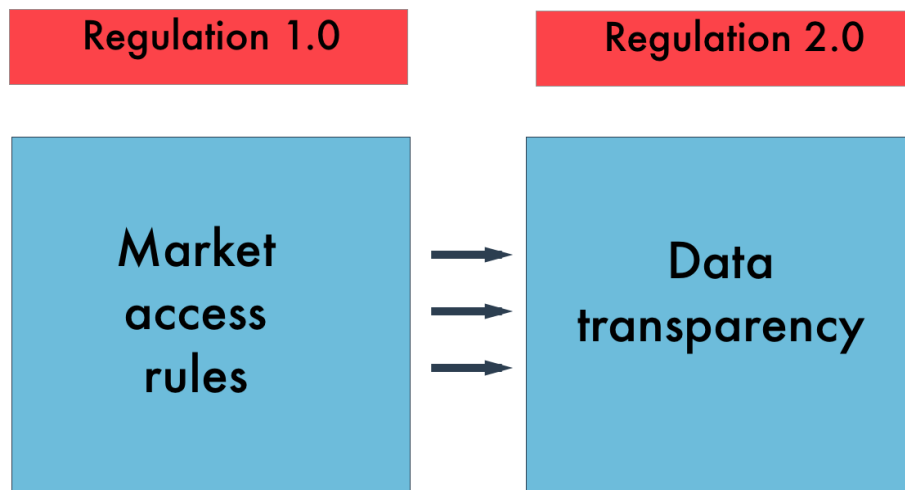 Regulation 1.0
Regulation 2.0
Market
access
rules
Data
transparency